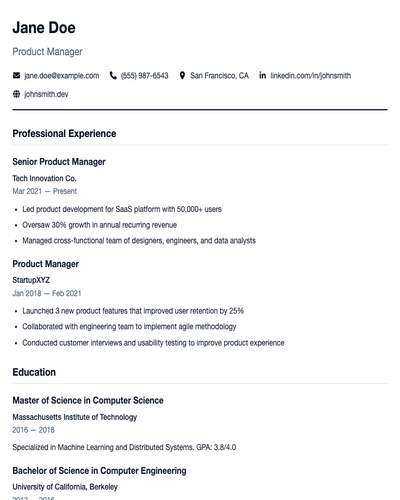 Jane Doe
Product Manager
jane.doe@example.com (555) 987-6543 San Francisco, CA linkedin.com/in/johnsmith
johnsmith.dev
Professional Experience
Senior Product Manager
Tech Innovation Co.
Mar 2021 — Present
• Led product development for SaaS platform with 50,000+ users
• Oversaw 30% growth in annual recurring revenue
• Managed cross-functional team of designers, engineers, and data analysts
Product Manager
StartupXYZ
Jan 2018 — Feb 2021
• Launched 3 new product features that improved user retention by 25%
• Collaborated with engineering team to implement agile methodology
• Conducted customer interviews and usability testing to improve product experience
Education
Master of Science in Computer Science
Massachusetts Institute of Technology
2016 — 2018
Specialized in Machine Learning and Distributed Systems. GPA: 3.8/4.0
Bachelor of Science in Computer Engineering
University of California, Berkeley